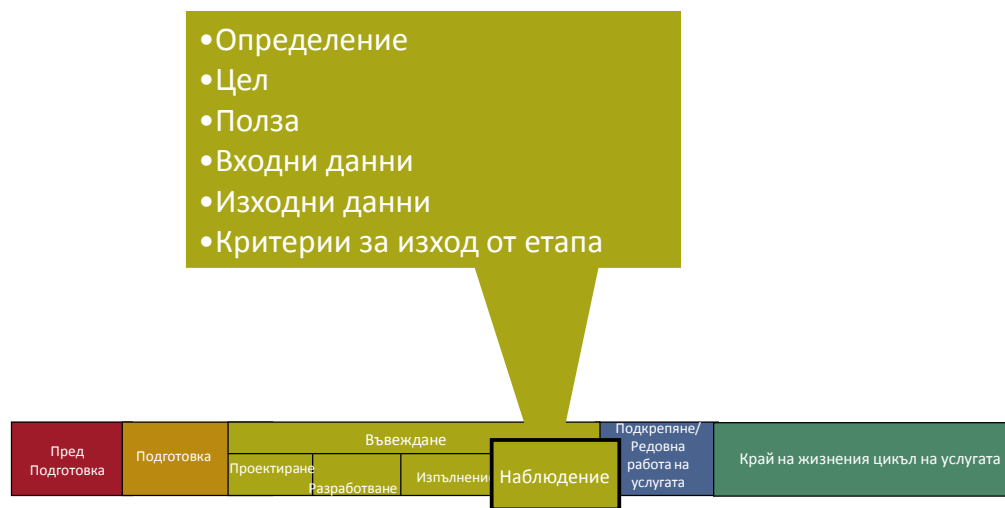 •Определение
•Цел
•Полза
•Входни данни
•Изходни данни
•Критерии за изход от етапа
Пред
Подготовка
Подготовка
Въвеждане
Проектиране
Разработване
Изпълнение
Наблюдение
Подкрепяне/
Редовна
работа на
услугата
Край на жизнения цикъл на услугата